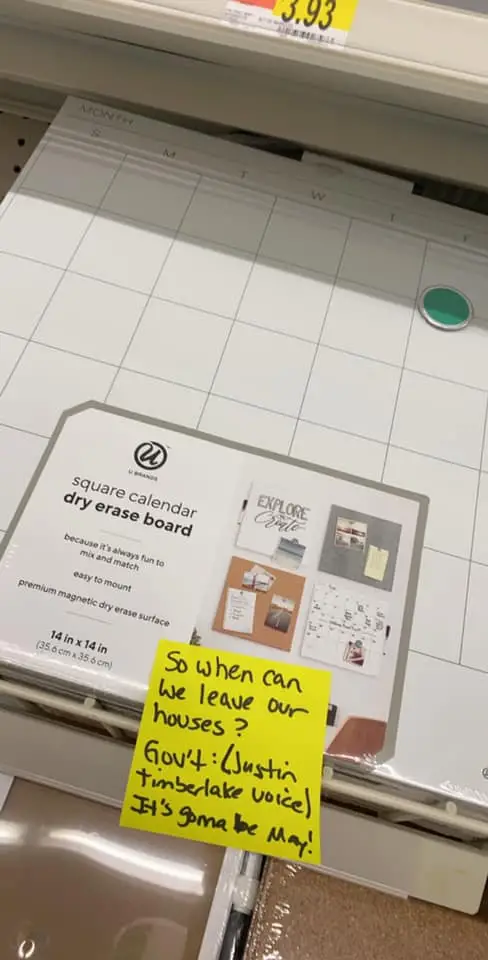 3.93
MONTH
S M T W T F
U BRANDS
square calendar
dry erase board
because it's always fun to
mix and match
easy to mount
premium magnetic dry erase surface
14 in x 14 in
(35.6 cm x 35.6 cm)
EXPLORE
Create
So when can
we leave our
houses?
Gov't: (Justin
Timberlake voice)
It's gonna be May!